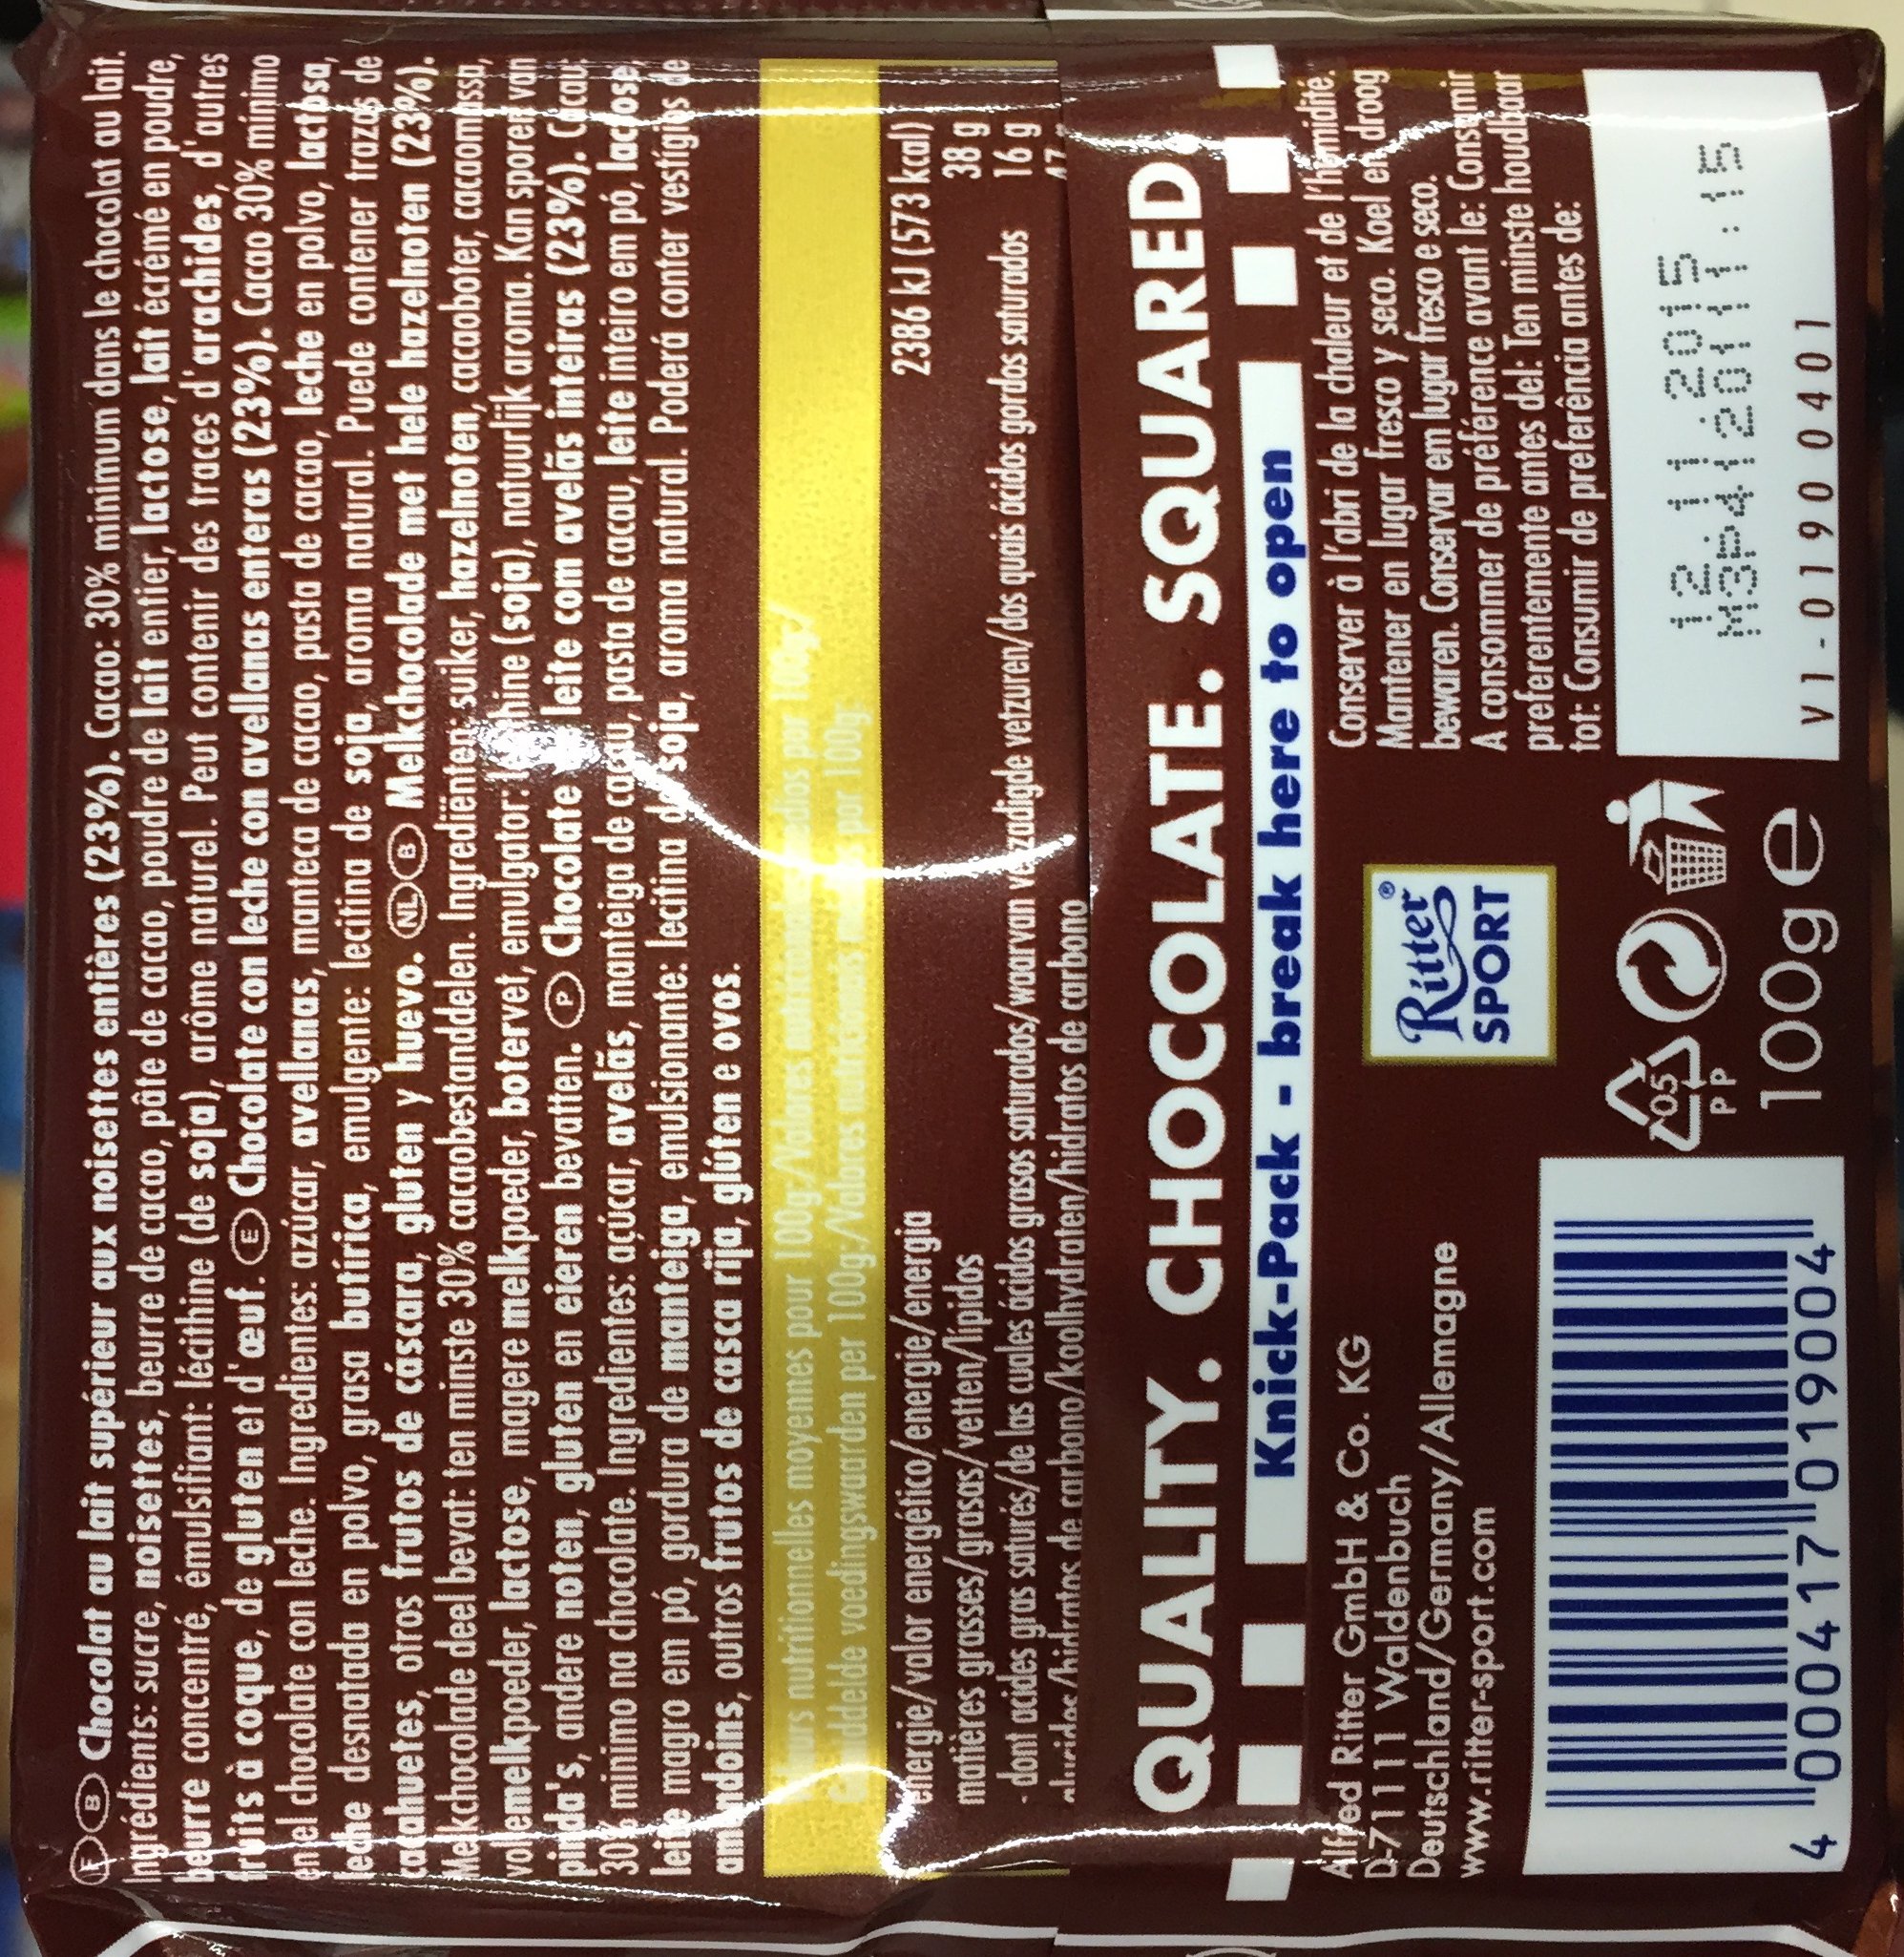 F B Chocolat au lait supérieur aux noisettes entières (23%). Cacao: 30% minimum dans le chocolat au lait.
Ingrédients: sucre, noisettes, beurre de cacao, pâte de cacao, poudre de lait entier, lactose, lait écrémé en poudre,
beurre concentré, émulsifiant: lécithine (de soja), arôme naturel. Peut contenir des traces d'arachides, d'autres
fruits à coque, de gluten et d'œuf. E Chocolate con leche con avellanas enteras (23%). Cacao 30% mínimo
en el chocolate con leche. Ingredientes: azúcar, avellanas, manteca de cacao, pasta de cacao, leche en polvo, lactosa,
leche desnatada en polvo, grasa butírica, emulgente: lecitina de soja, aroma natural. Puede contener trazas de
cacahuetes, otros frutos de cáscara, gluten y huevo. NL B Melkchocolade met hele hazelnoten (23%).
Melkchocolade deel bevat: ten minste 30% cacaobestanddelen. Ingrediënten: suiker, hazelnoten, cacaoboter, cacaomassa,
vollemelkpoeder, lactose, magere melkpoeder, botervet, emulgator: lecithine (soja), natuurlijk aroma. Kan sporen van
pinda's, andere noten, gluten en eieren bevatten. P Chocolate leite com avelãs inteiras (23%). Cacau:
30% minimo na chocolate. Ingredientes: açúcar, avelãs, manteiga de cacau, pasta de cacau, leite inteiro em pó, lactose,
leite magro em pó, gordura de manteiga, emulsionante: lecitina de soja, aroma natural. Poderá conter vestígios de
amendoins, outros frutos de casca rija, glúten e ovos.
nutritionnelles moyennes pour 100g:/Valores nutricionales medios por 100g:/
Gemiddelde voedingswaarden per 100g:/Valores nutricionais médios por 100g:
énergie/valor energético/energie/energia 2386 kJ (573 kcal)
matières grasses/grasas/vetten/lípidos 38 g
- dont acides gras saturés/de las cuales ácidos grasos saturados/waarvan verzadigde vetzuren/dos quais ácidos gordos saturados 16 g
glucides/hidratos de carbono/koolhydraten/hidratos de carbono 47 g
QUALITY. CHOCOLATE. SQUARED.
Knick-Pack - break here to open
Alfred Ritter GmbH & Co. KG
D-71111 Waldenbuch
Deutschland/Germany/Allemagne
www.ritter-sport.com
Ritter®
SPORT
Conserver à l'abri de la chaleur et de l'humidité.
Mantener en lugar fresco y seco. Koel en droog
bewaren. Conservar em lugar fresco e seco.
A consommer de préférence avant le: Consumir
preferentemente antes del: Ten minste houdbaar
tot: Consumir de preferência antes de:
05
PP
100g e
12.11.2015
M3P4120111:15
V1-0190 0401
4 000417 019004